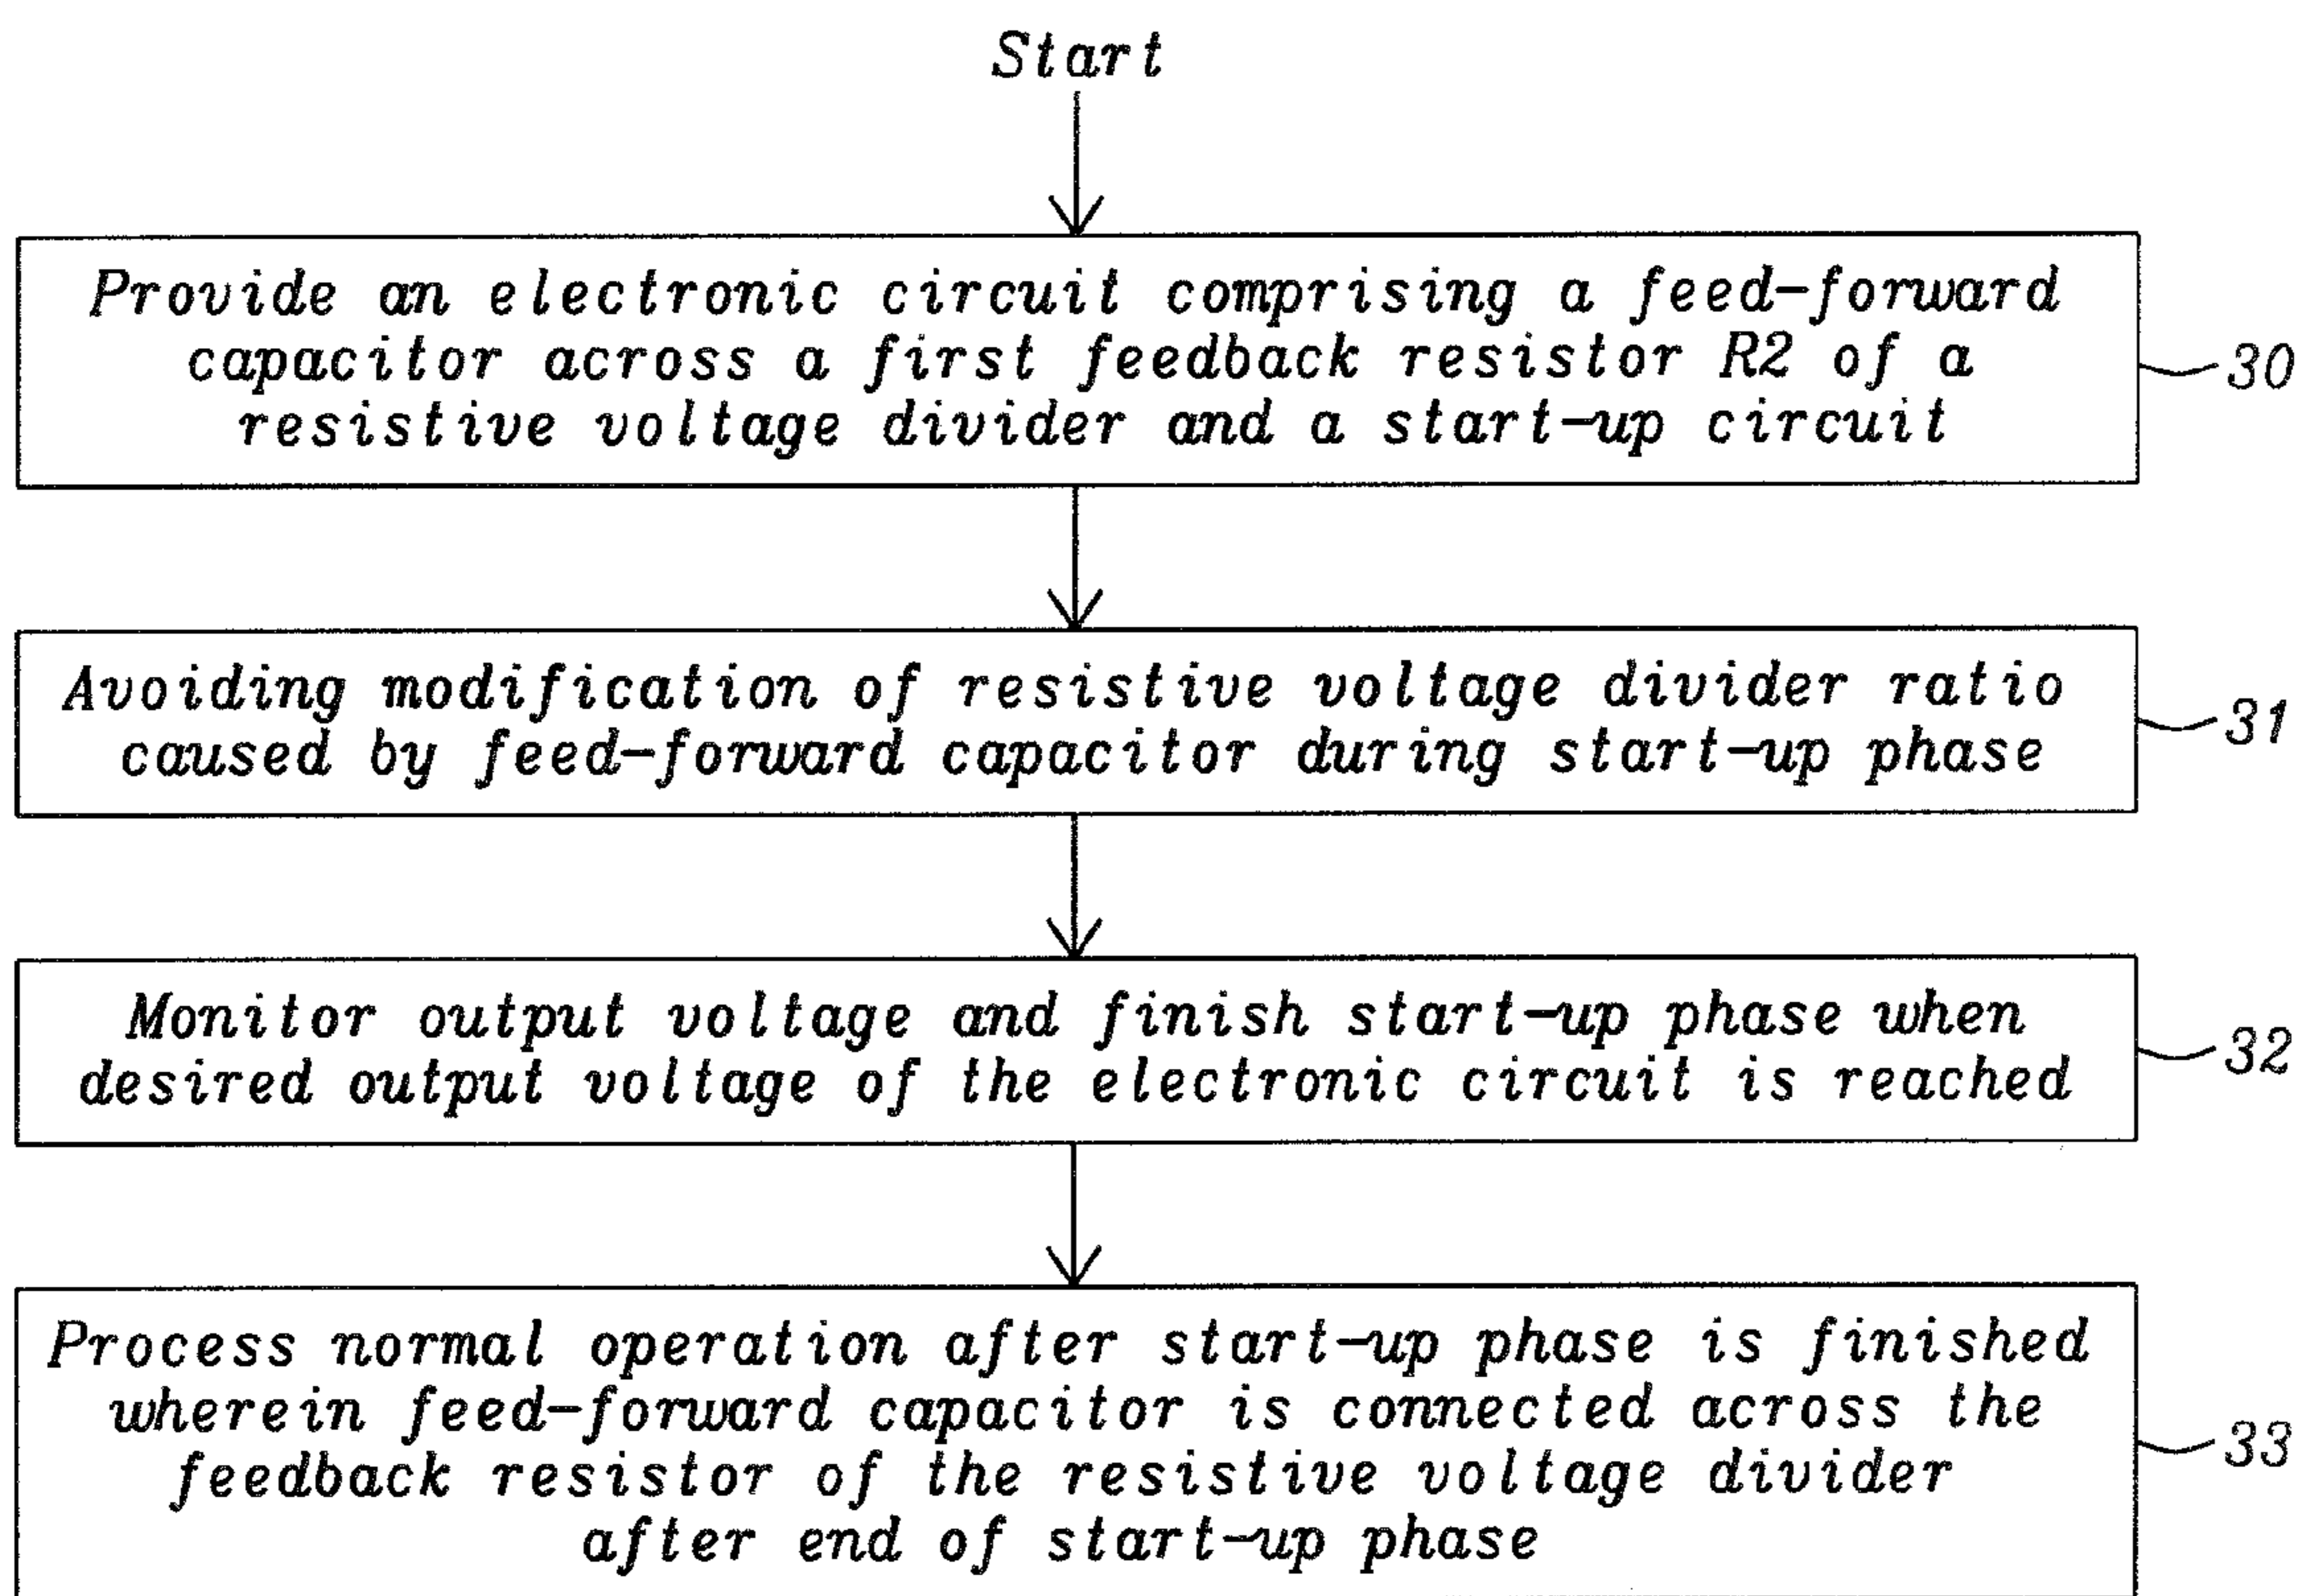 Start
Provide an electronic circuit comprising a feed-forward
capacitor across a first feedback resistor R2 of a
resistive voltage divider and a start-up circuit
30
Avoiding modification of resistive voltage divider ratio
caused by feed-forward capacitor during start-up phase
31
Monitor output voltage and finish start-up phase when
desired output voltage of the electronic circuit is reached
32
Process normal operation after start-up phase is finished
wherein feed-forward capacitor is connected across the
feedback resistor of the resistive voltage divider
after end of start-up phase
33